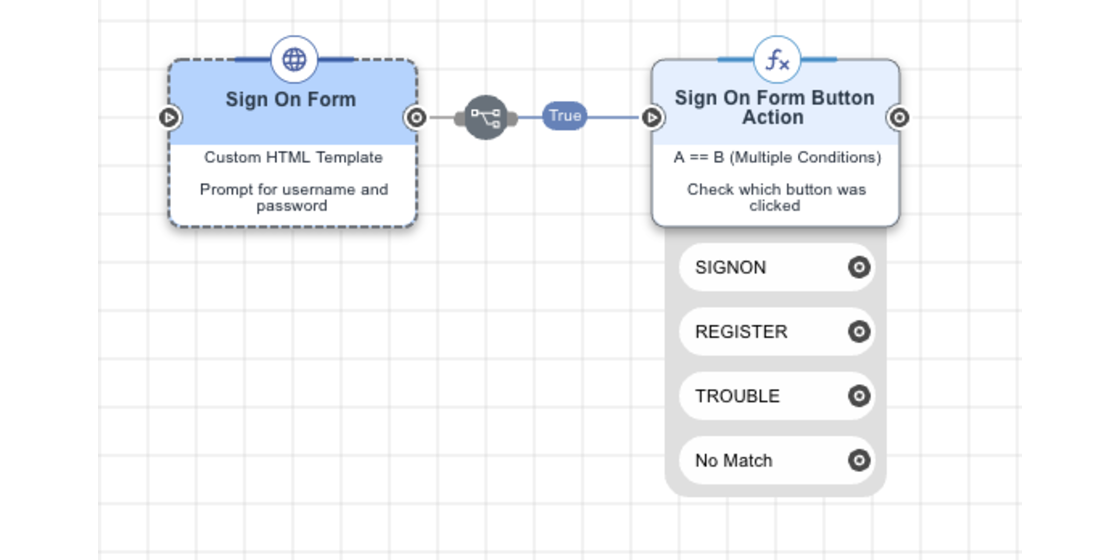 Sign On Form
Custom HTML Template
Prompt for username and
password
True
fx
Sign On Form Button
Action
A == B (Multiple Conditions)
Check which button was
clicked
SIGNON
REGISTER
TROUBLE
No Match